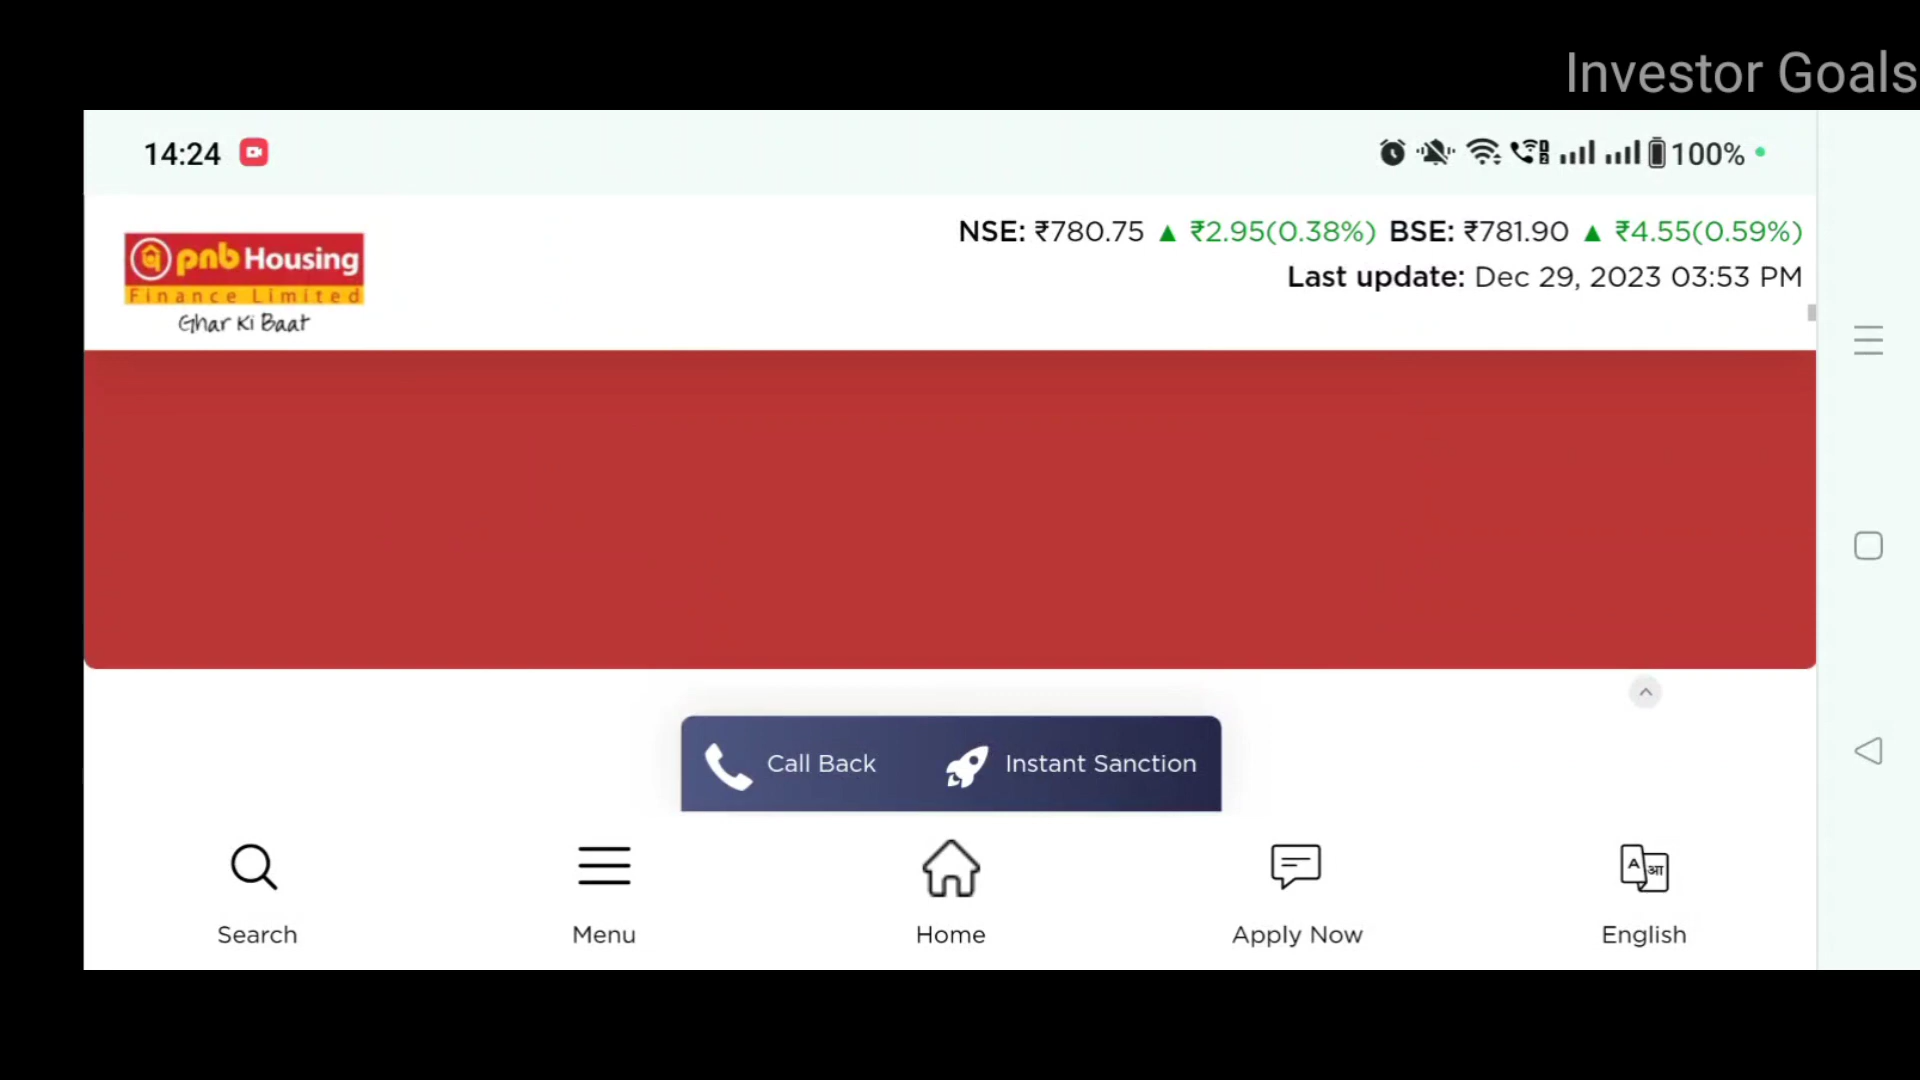 Investor Goals
14:24 100%
NSE: ₹780.75 ▲ ₹2.95(0.38%) BSE: ₹781.90 ▲ ₹4.55(0.59%)
Last update: Dec 29, 2023 03:53 PM
pnb Housing
Finance Limited
Ghar Ki Baat
Call Back Instant Sanction
A आ
Search Menu Home Apply Now English